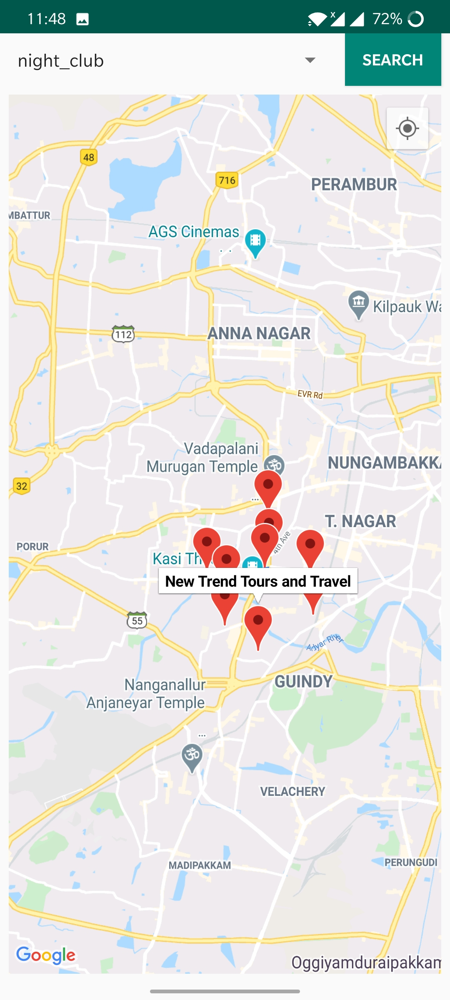 11:48
x
72%
night_club
SEARCH
48
716
PERAMBUR
MBATTUR
AGS Cinemas
Kilpauk Wa
112
ANNA NAGAR
EVR Rd
Vadapalani
Murugan Temple
ॐ
NUNGAMBAKKA
32
...
T. NAGAR
4th Ave
PORUR
Kasi Th
New Trend Tours and Travel
55
Adyar River
GUINDY
Nanganallur
Anjaneyar Temple
...
ॐ
VELACHERY
MADIPAKKAM
PERUNGUDI
Google
Oggiyamduraipakkam